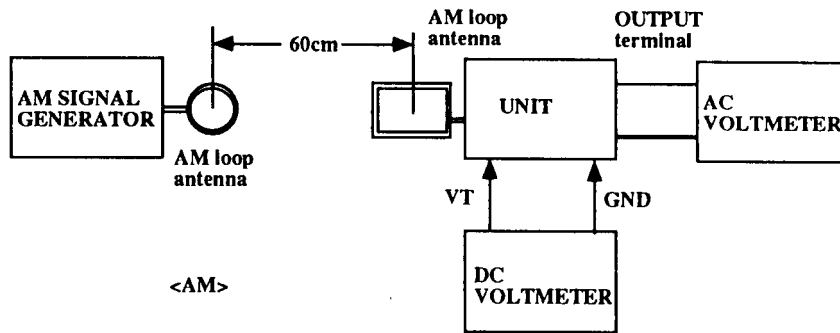 AM loop
antenna
OUTPUT
terminal
60cm
AM SIGNAL
GENERATOR
AM loop
antenna
UNIT
AC
VOLTMETER
VT
GND
DC
VOLTMETER
<AM>